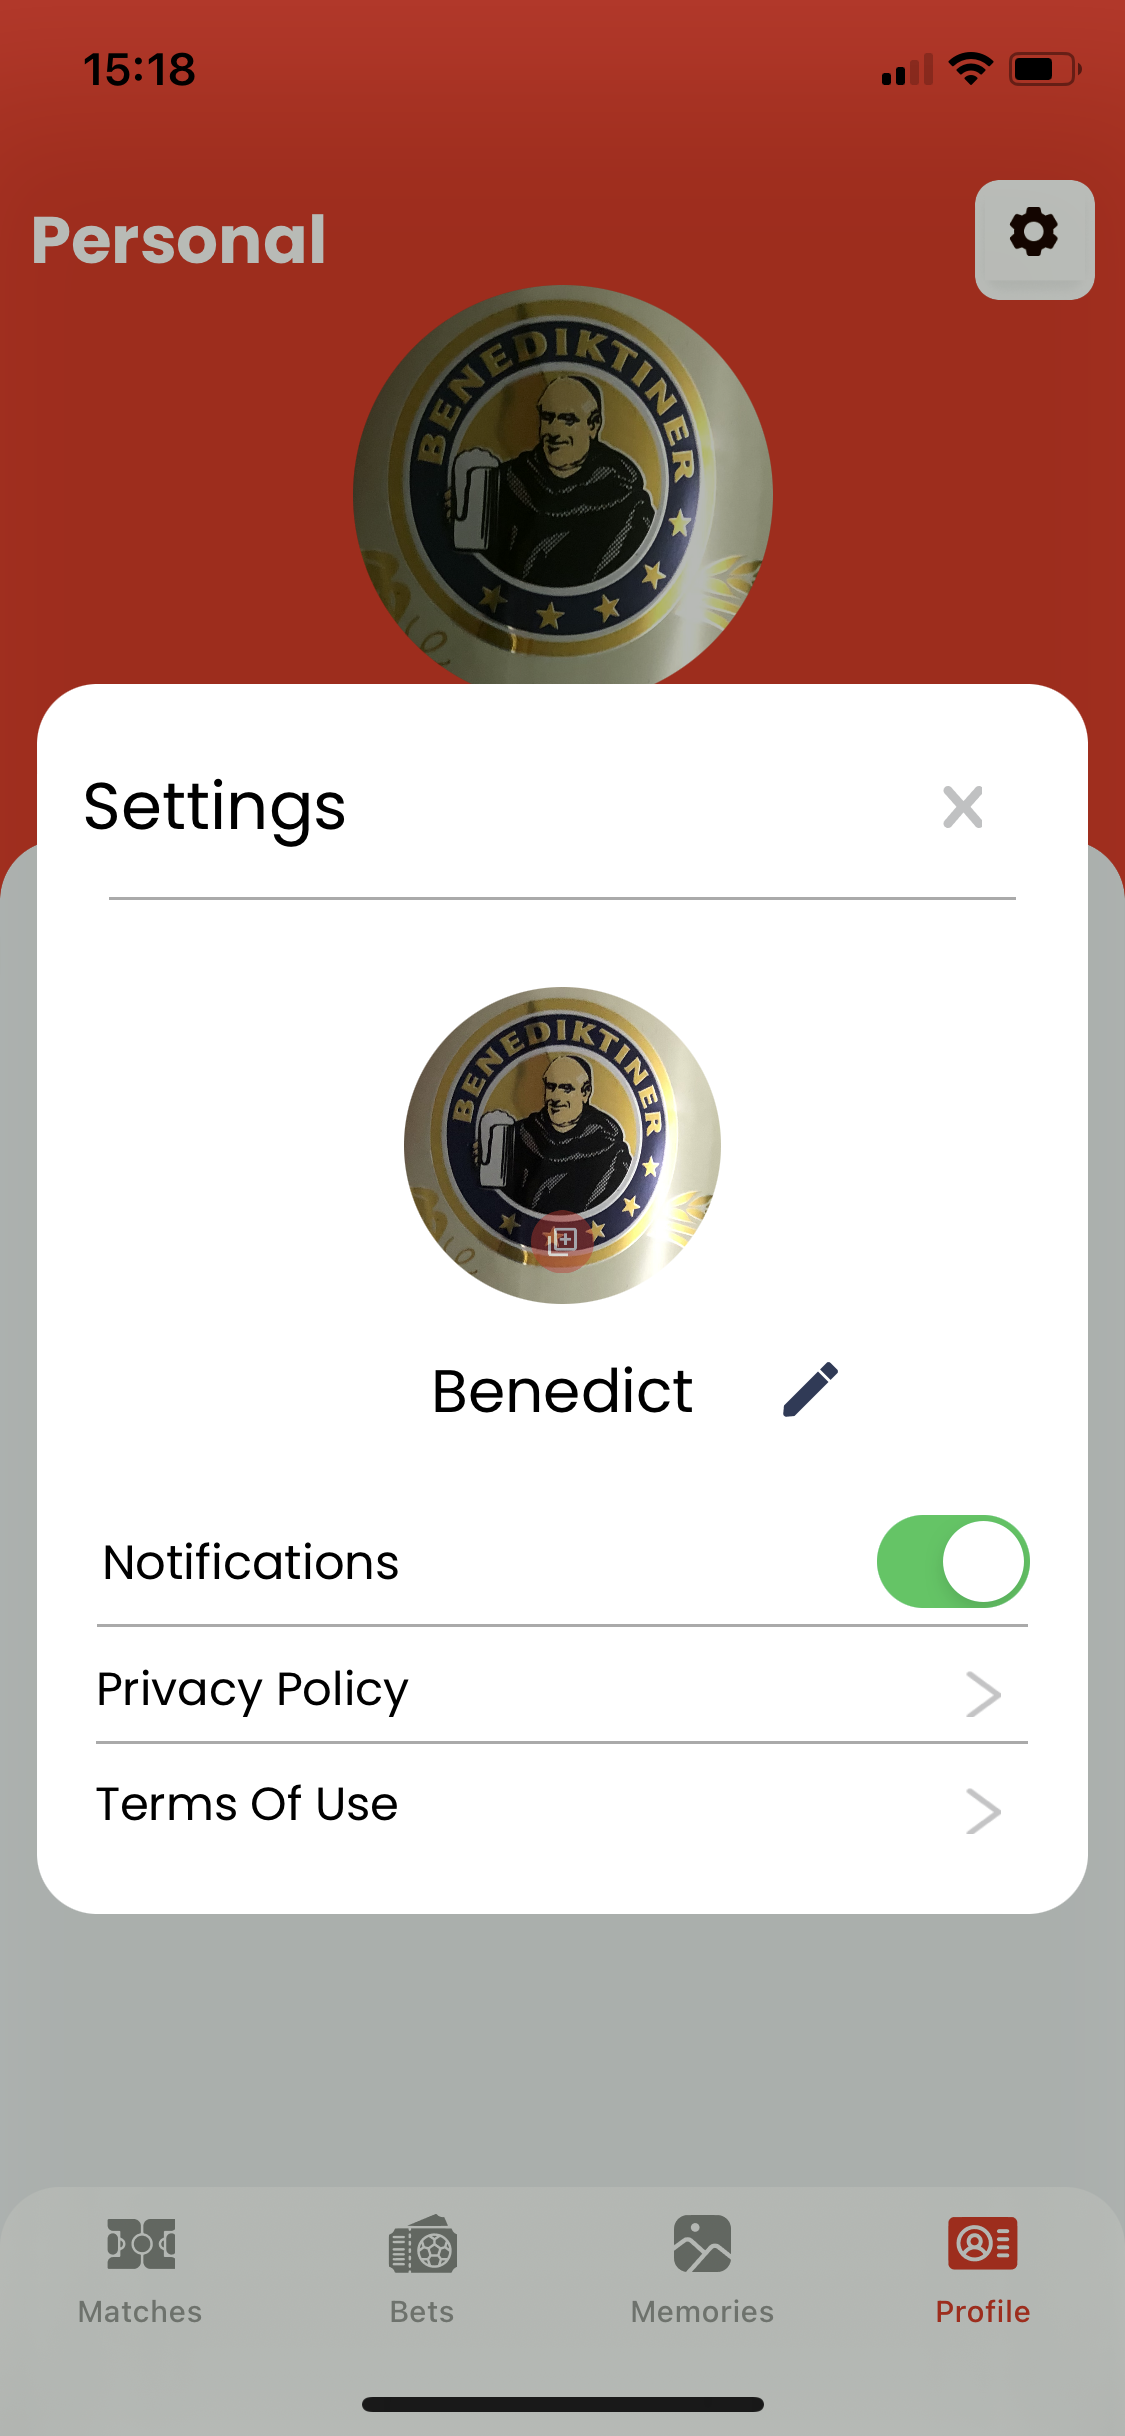 15:18
Personal
BENEDIKTINER
Settings
BENEDIKTINER
Benedict
Notifications
Privacy Policy
Terms Of Use
Matches
Bets
Memories
Profile